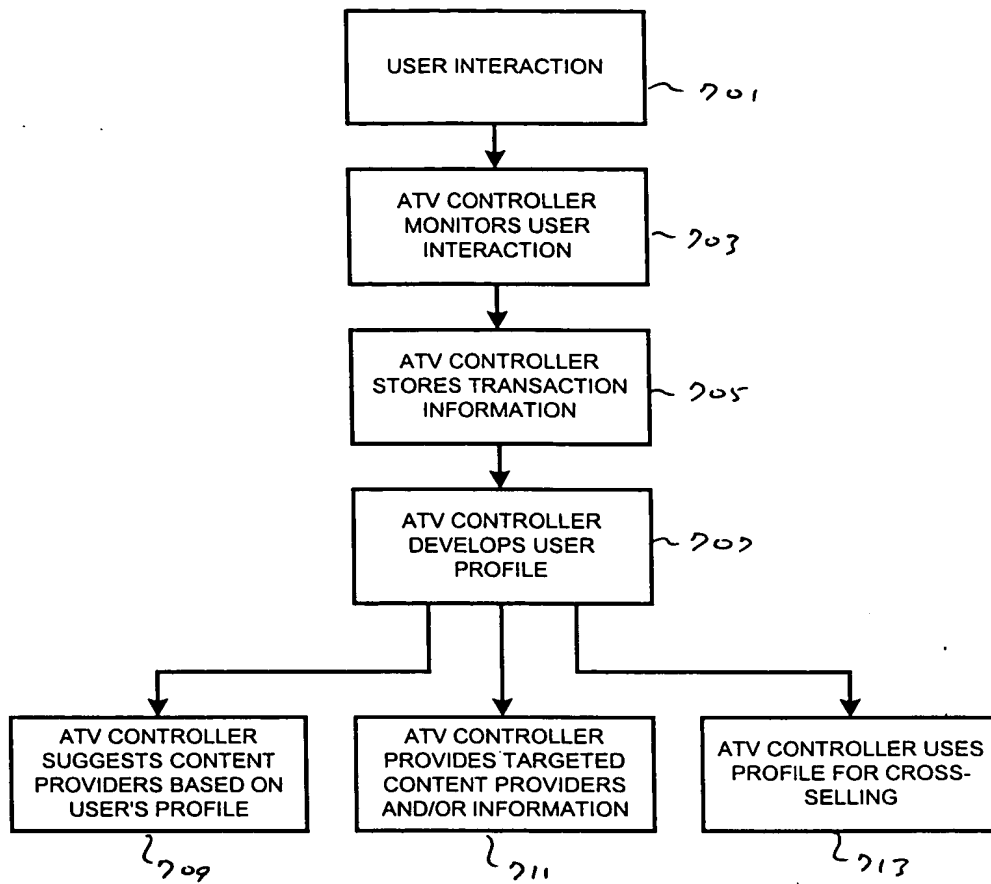 USER INTERACTION
701
ATV CONTROLLER
MONITORS USER
INTERACTION
703
ATV CONTROLLER
STORES TRANSACTION
INFORMATION
705
ATV CONTROLLER
DEVELOPS USER
PROFILE
707
ATV CONTROLLER
SUGGESTS CONTENT
PROVIDERS BASED ON
USER'S PROFILE
709
ATV CONTROLLER
PROVIDES TARGETED
CONTENT PROVIDERS
AND/OR INFORMATION
711
ATV CONTROLLER USES
PROFILE FOR CROSS-
SELLING
713